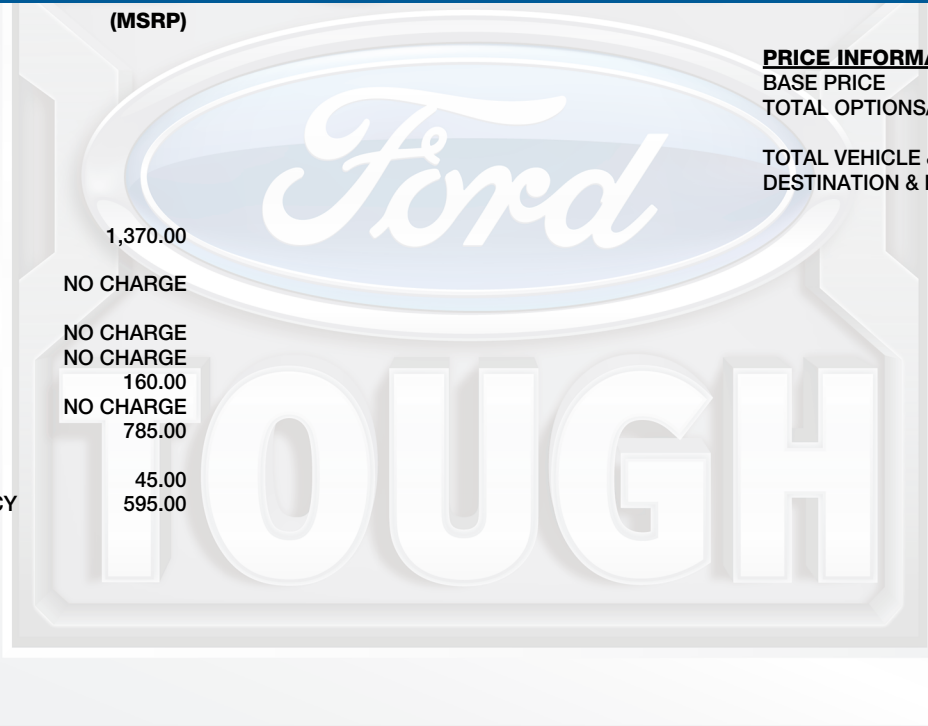 (MSRP)
PRICE INFORMA
BASE PRICE
TOTAL OPTIONS
TOTAL VEHICLE &
DESTINATION &
1,370.00
NO CHARGE
NO CHARGE
NO CHARGE
160.00
NO CHARGE
785.00
45.00
CY 595.00
Ford
TOUGH